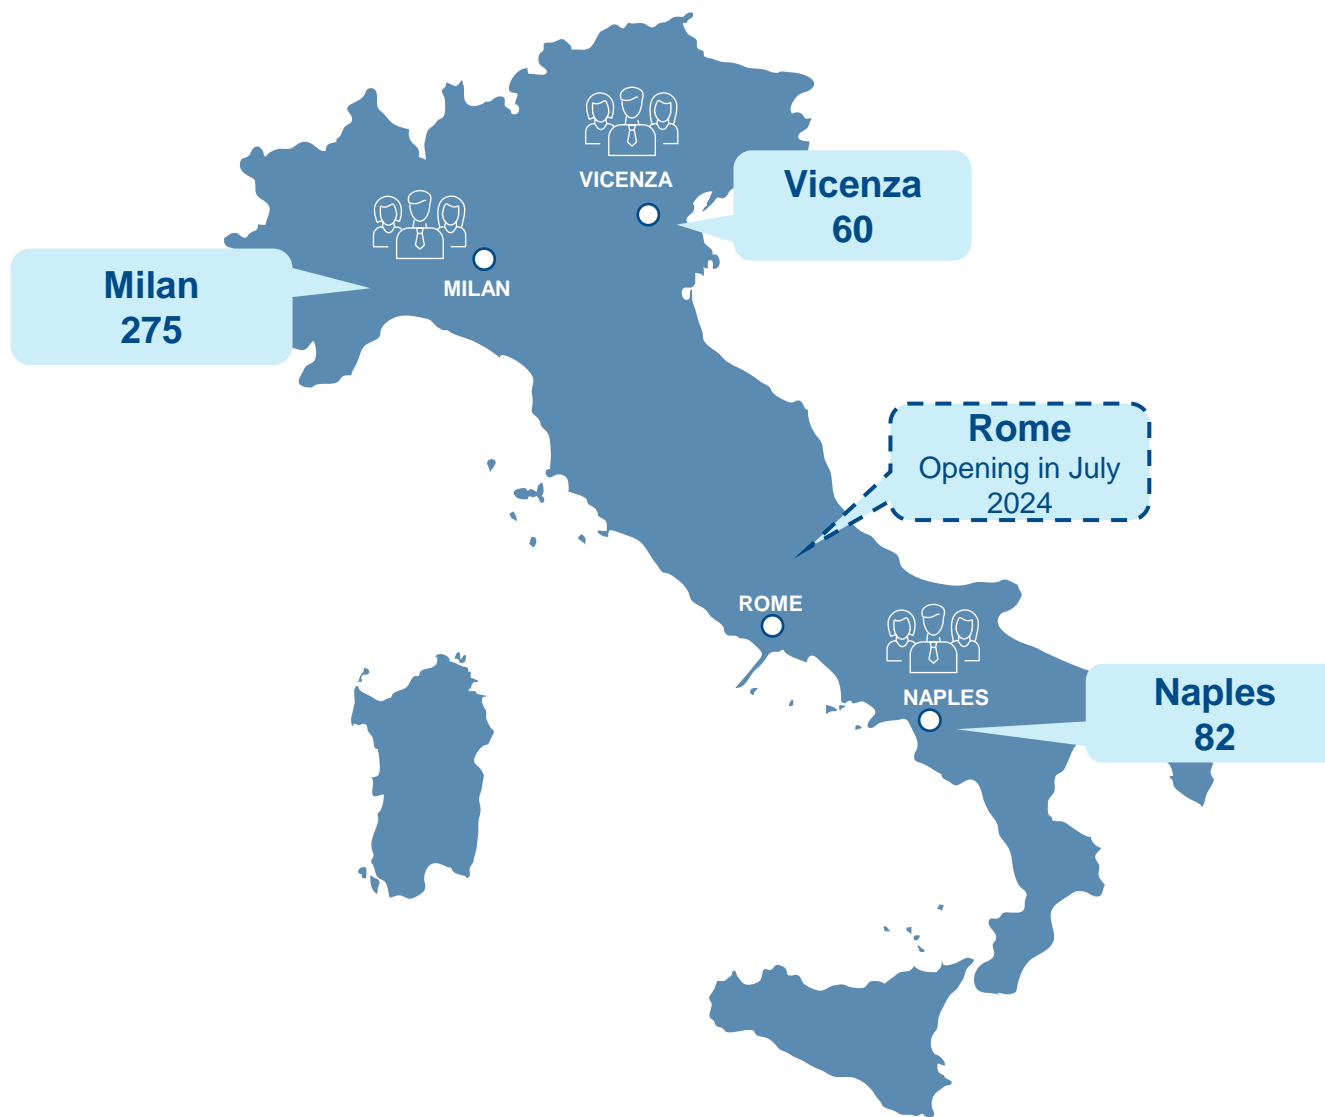 VICENZA
Vicenza
60
Milan
275
MILAN
Rome
Opening in July
2024
ROME
NAPLES
Naples
82